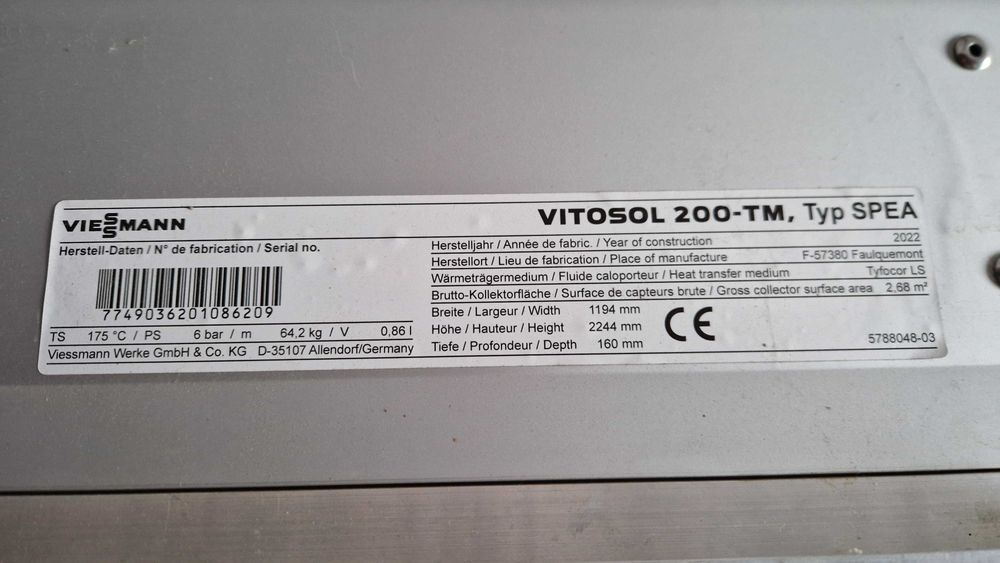 VIESSMANN
Herstell-Daten / N° de fabrication / Serial no.
7749036201086209
TS 175 °C / PS 6 bar / m 64,2 kg / V 0,86 l
Viessmann Werke GmbH & Co. KG D-35107 Allendorf/Germany
VITOSOL 200-TM, Typ SPEA
Herstelljahr / Année de fabric. / Year of construction 2022
Herstellort / Lieu de fabrication / Place of manufacture F-57380 Faulquemont
Wärmeträgermedium / Fluide caloporteur / Heat transfer medium Tyfocor LS
Brutto-Kollektorfläche / Surface de capteurs brute / Gross collector surface area 2,68 m²
Breite / Largeur / Width 1194 mm
Höhe / Hauteur / Height 2244 mm
Tiefe / Profondeur / Depth 160 mm
CE
5788048-03